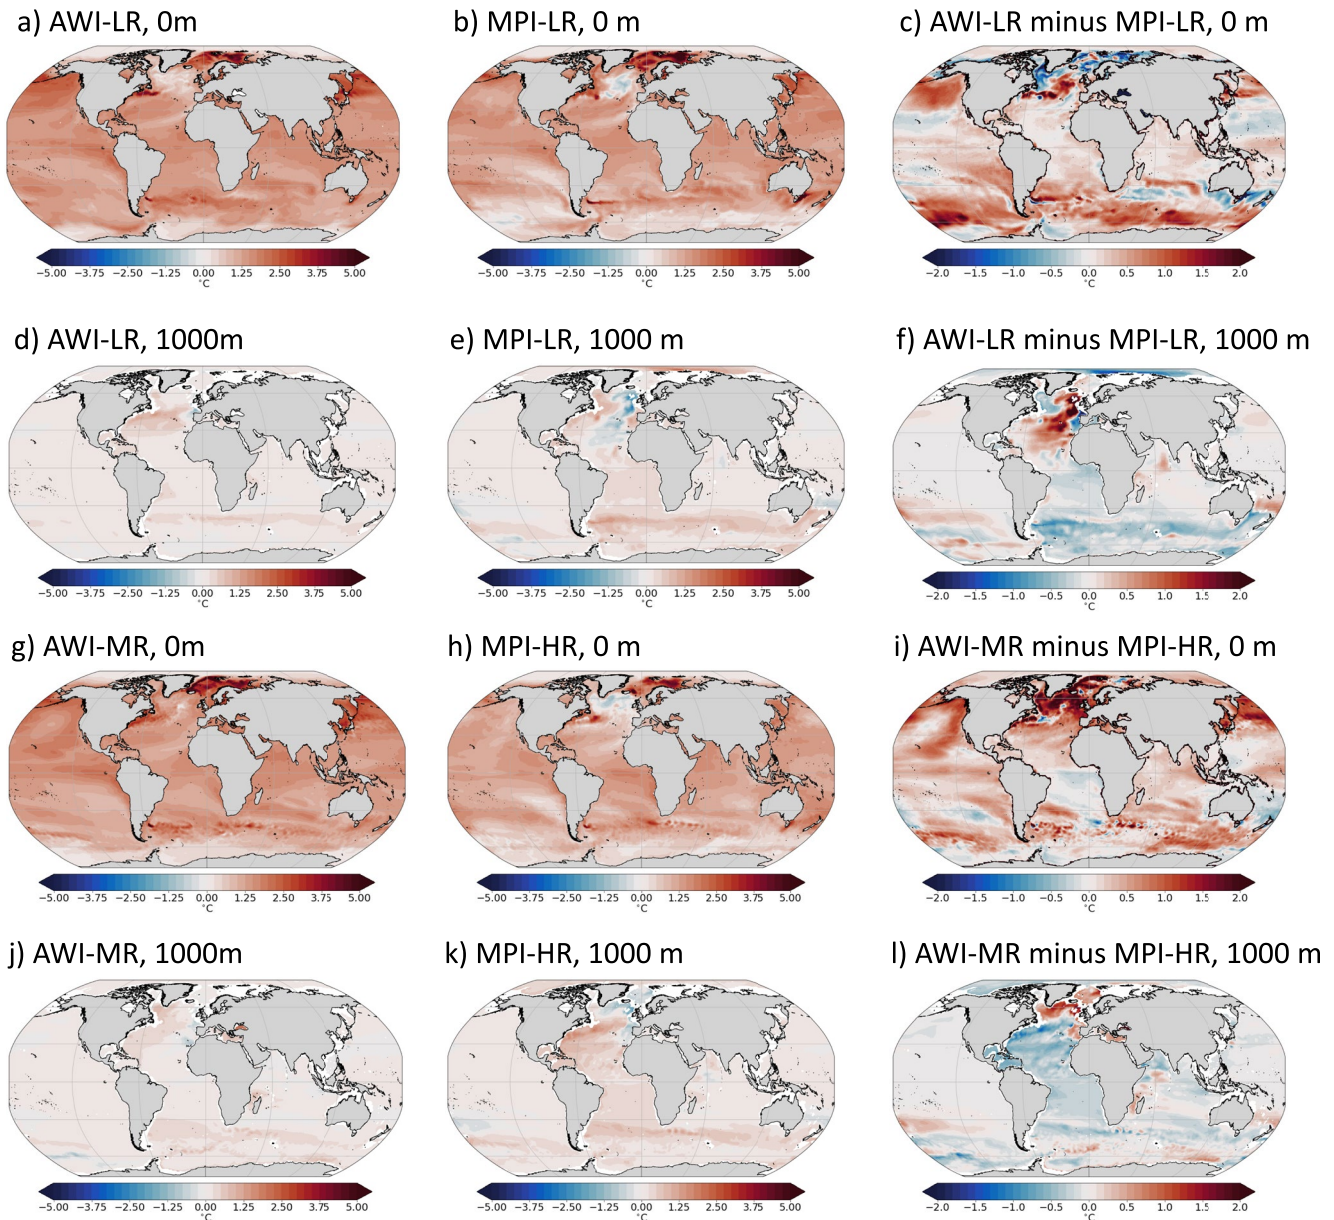 a) AWI-LR, 0m
b) MPI-LR, 0 m
c) AWI-LR minus MPI-LR, 0 m
−5.00 −3.75 −2.50 −1.25 0.00 1.25 2.50 3.75 5.00
°C
−5.00 −3.75 −2.50 −1.25 0.00 1.25 2.50 3.75 5.00
°C
−2.0 −1.5 −1.0 −0.5 0.0 0.5 1.0 1.5 2.0
°C
d) AWI-LR, 1000m
e) MPI-LR, 1000 m
f) AWI-LR minus MPI-LR, 1000 m
−5.00 −3.75 −2.50 −1.25 0.00 1.25 2.50 3.75 5.00
°C
−5.00 −3.75 −2.50 −1.25 0.00 1.25 2.50 3.75 5.00
°C
−2.0 −1.5 −1.0 −0.5 0.0 0.5 1.0 1.5 2.0
°C
g) AWI-MR, 0m
h) MPI-HR, 0 m
i) AWI-MR minus MPI-HR, 0 m
−5.00 −3.75 −2.50 −1.25 0.00 1.25 2.50 3.75 5.00
°C
−5.00 −3.75 −2.50 −1.25 0.00 1.25 2.50 3.75 5.00
°C
−2.0 −1.5 −1.0 −0.5 0.0 0.5 1.0 1.5 2.0
°C
j) AWI-MR, 1000m
k) MPI-HR, 1000 m
l) AWI-MR minus MPI-HR, 1000 m
−5.00 −3.75 −2.50 −1.25 0.00 1.25 2.50 3.75 5.00
°C
−5.00 −3.75 −2.50 −1.25 0.00 1.25 2.50 3.75 5.00
°C
−2.0 −1.5 −1.0 −0.5 0.0 0.5 1.0 1.5 2.0
°C